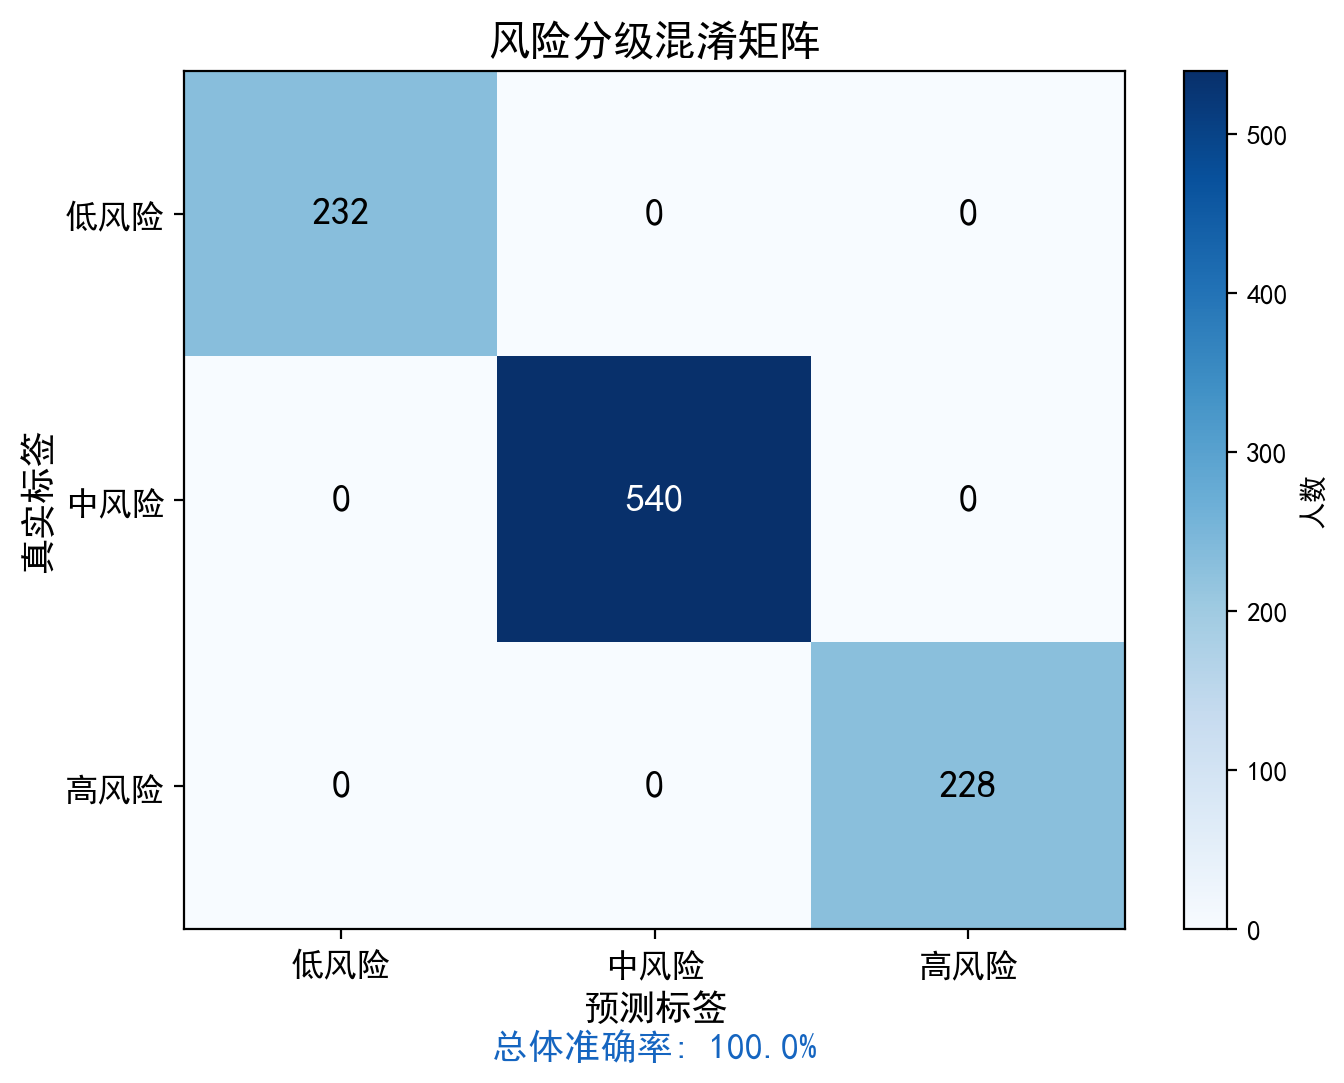 风险分级混淆矩阵
低风险
232
0
0
中风险
0
540
0
高风险
0
0
228
真实标签
低风险
中风险
高风险
预测标签
总体准确率: 100.0%
500
400
300
200
100
0
人数